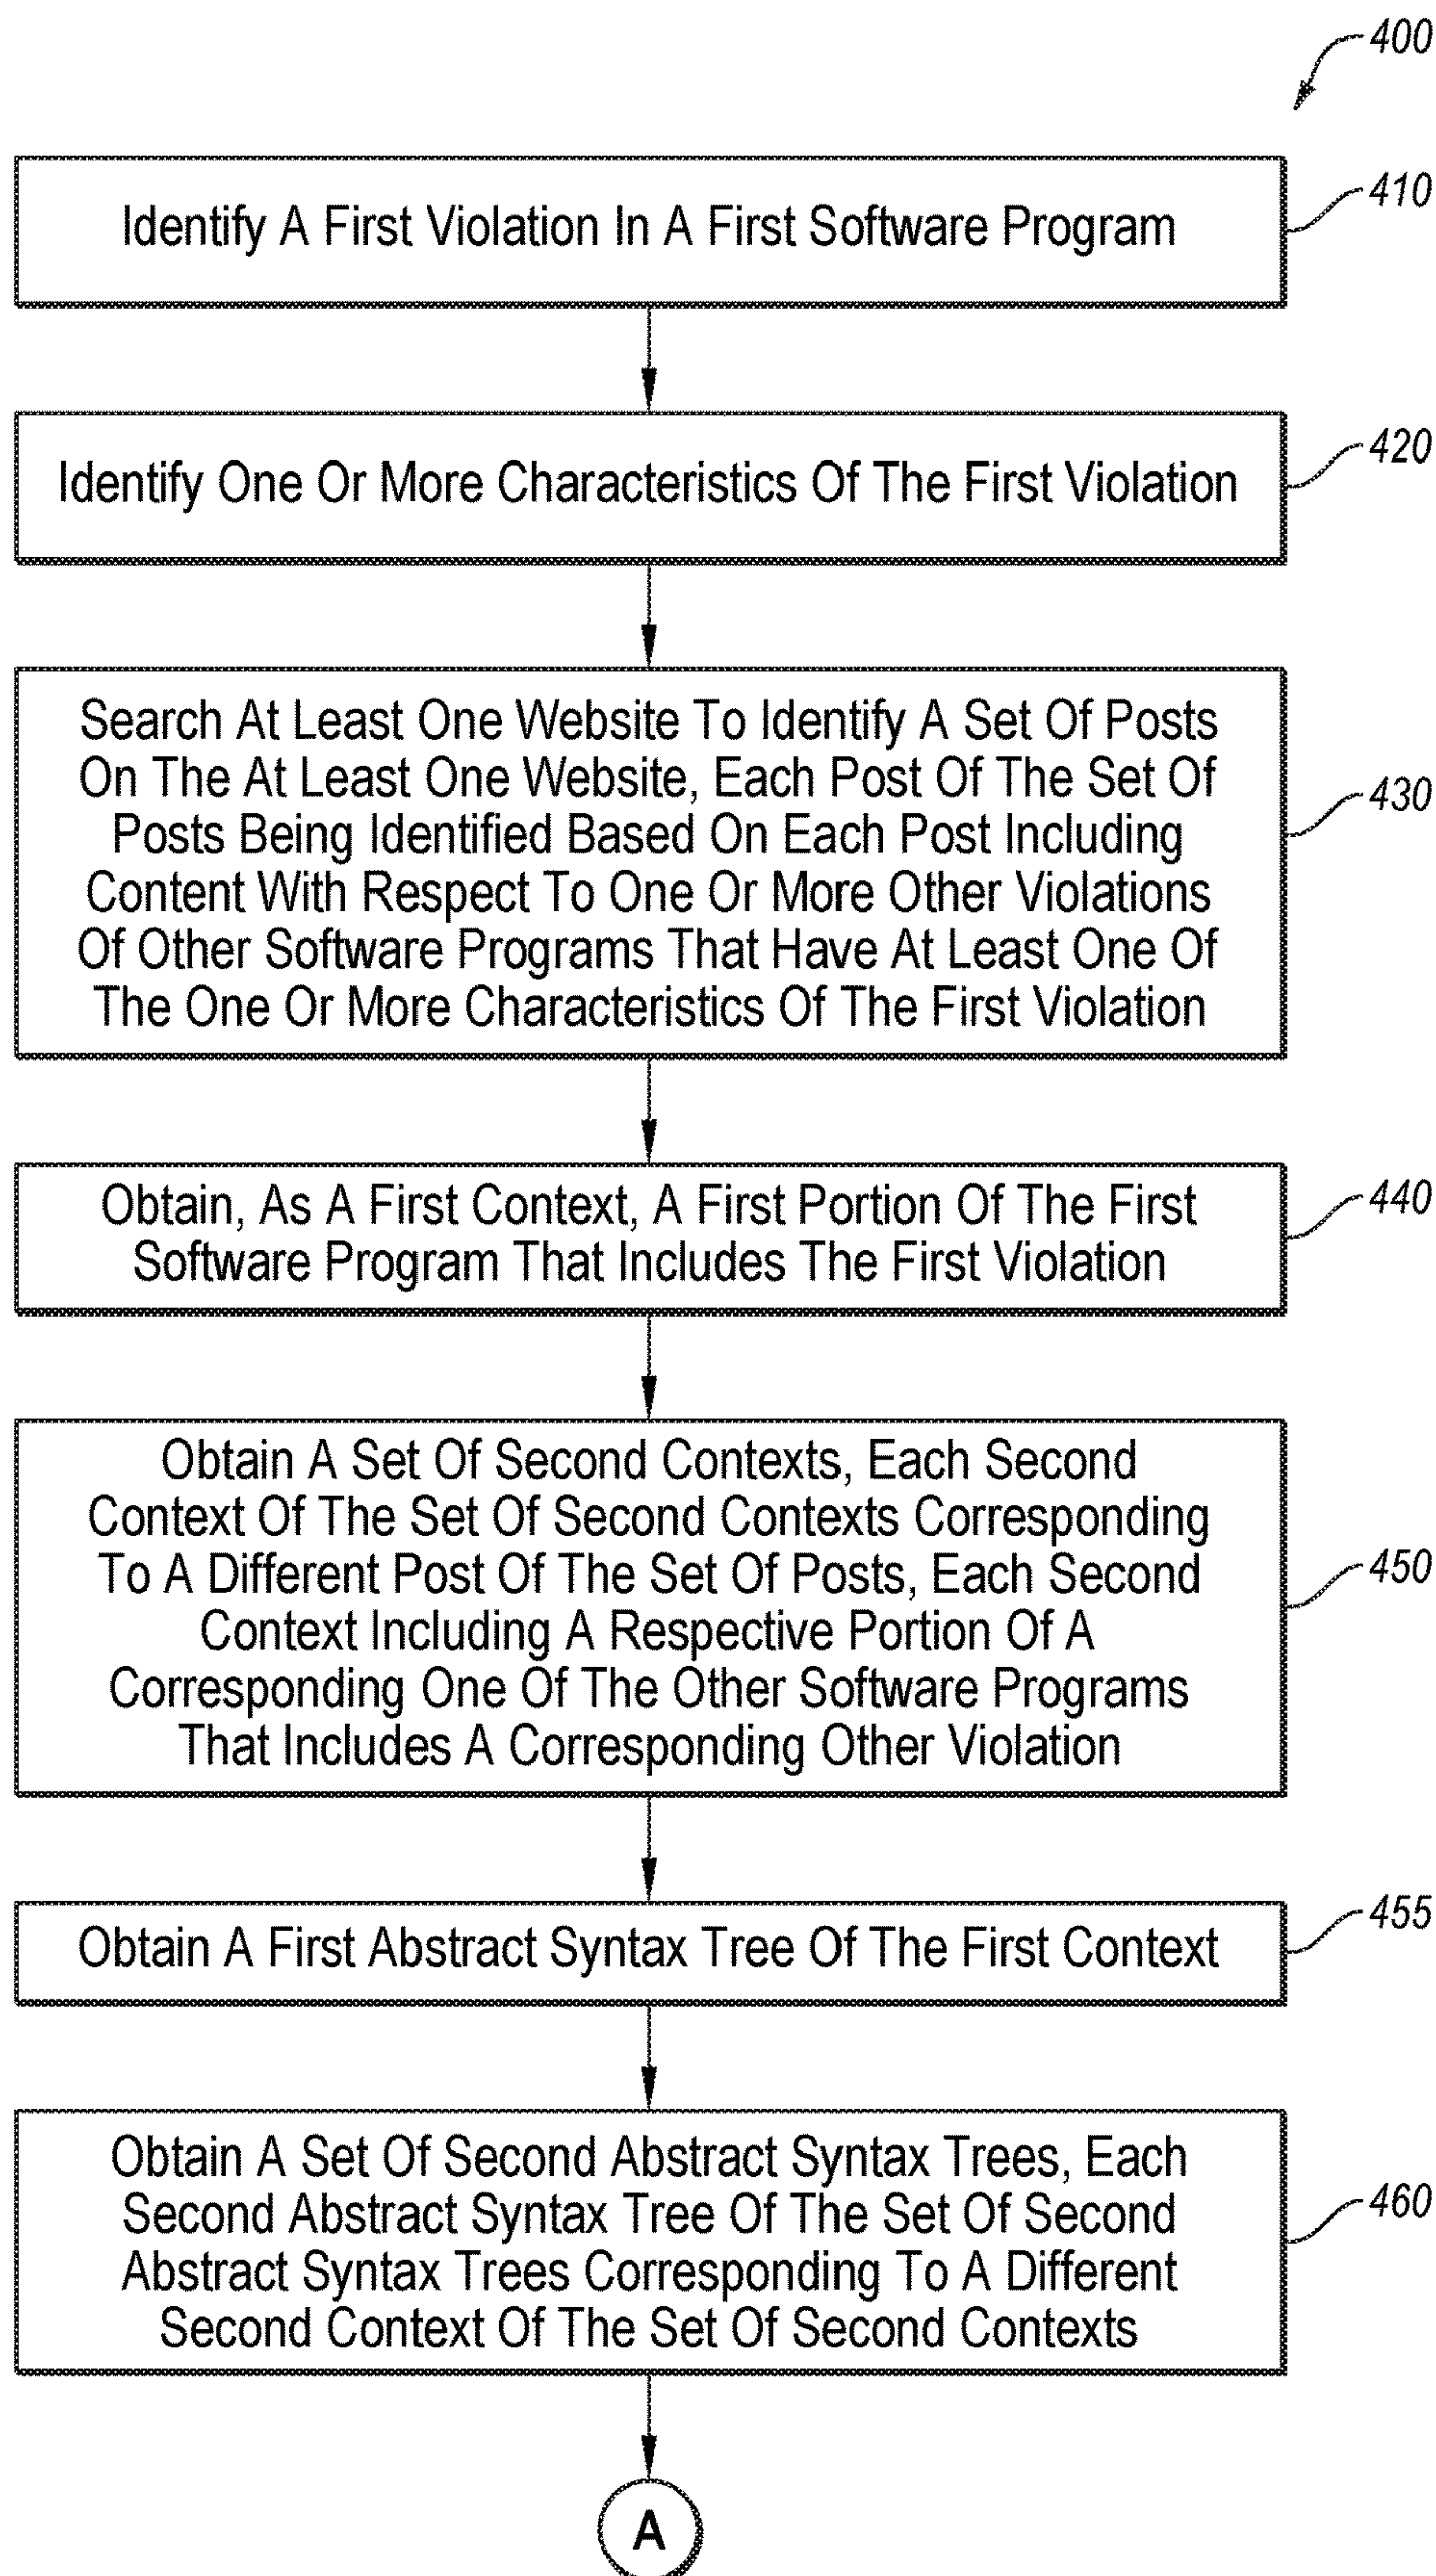 400
Identify A First Violation In A First Software Program
410
Identify One Or More Characteristics Of The First Violation
420
Search At Least One Website To Identify A Set Of Posts
On The At Least One Website, Each Post Of The Set Of
Posts Being Identified Based On Each Post Including
Content With Respect To One Or More Other Violations
Of Other Software Programs That Have At Least One Of
The One Or More Characteristics Of The First Violation
430
Obtain, As A First Context, A First Portion Of The First
Software Program That Includes The First Violation
440
Obtain A Set Of Second Contexts, Each Second
Context Of The Set Of Second Contexts Corresponding
To A Different Post Of The Set Of Posts, Each Second
Context Including A Respective Portion Of A
Corresponding One Of The Other Software Programs
That Includes A Corresponding Other Violation
450
Obtain A First Abstract Syntax Tree Of The First Context
455
Obtain A Set Of Second Abstract Syntax Trees, Each
Second Abstract Syntax Tree Of The Set Of Second
Abstract Syntax Trees Corresponding To A Different
Second Context Of The Set Of Second Contexts
460
A